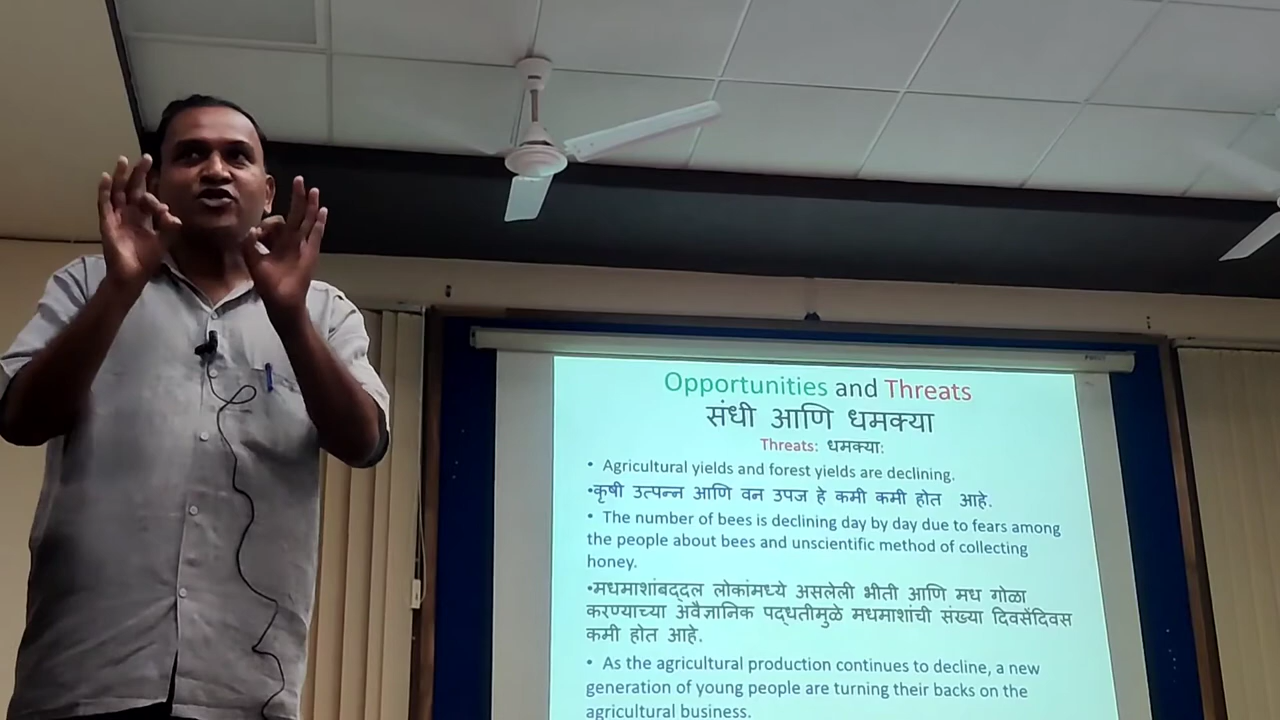 Opportunities and Threats
संधी आणि धमक्या
Threats: धमक्या:
• Agricultural yields and forest yields are declining.
•कृषी उत्पन्न आणि वन उपज हे कमी कमी होत आहे.
• The number of bees is declining day by day due to fears among
the people about bees and unscientific method of collecting
honey.
•मधमाशांबद्दल लोकांमध्ये असलेली भीती आणि मध गोळा
करण्याच्या अवैज्ञानिक पद्धतीमुळे मधमाशांची संख्या दिवसेंदिवस
कमी होत आहे.
• As the agricultural production continues to decline, a new
generation of young people are turning their backs on the
agricultural business.